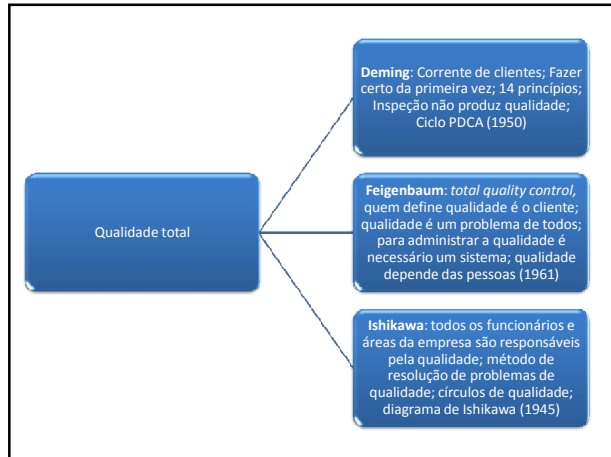 Deming: Corrente de clientes; Fazer
certo da primeira vez; 14 princípios;
Inspeção não produz qualidade;
Ciclo PDCA (1950)
Qualidade total
Feigenbaum: total quality control,
quem define qualidade é o cliente;
qualidade é um problema de todos;
para administrar a qualidade é
necessário um sistema; qualidade
depende das pessoas (1961)
Ishikawa: todos os funcionários e
áreas da empresa são responsáveis
pela qualidade; método de
resolução de problemas de
qualidade; círculos de qualidade;
diagrama de Ishikawa (1945)